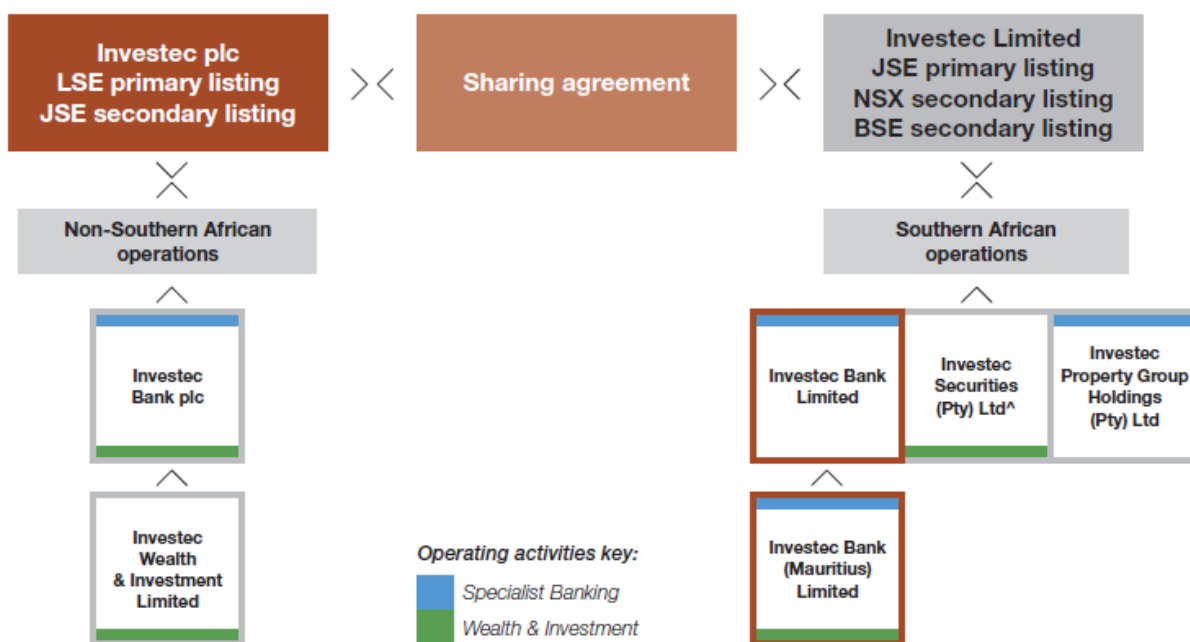 Investec plc
LSE primary listing
JSE secondary listing
Sharing agreement
Investec Limited
JSE primary listing
NSX secondary listing
BSE secondary listing
Non-Southern African
operations
Southern African
operations
Investec
Bank plc
Investec Bank
Limited
Investec
Securities
(Pty) Ltd^
Investec
Property Group
Holdings
(Pty) Ltd
Investec
Wealth
& Investment
Limited
Operating activities key:
Specialist Banking
Wealth & Investment
Investec Bank
(Mauritius)
Limited